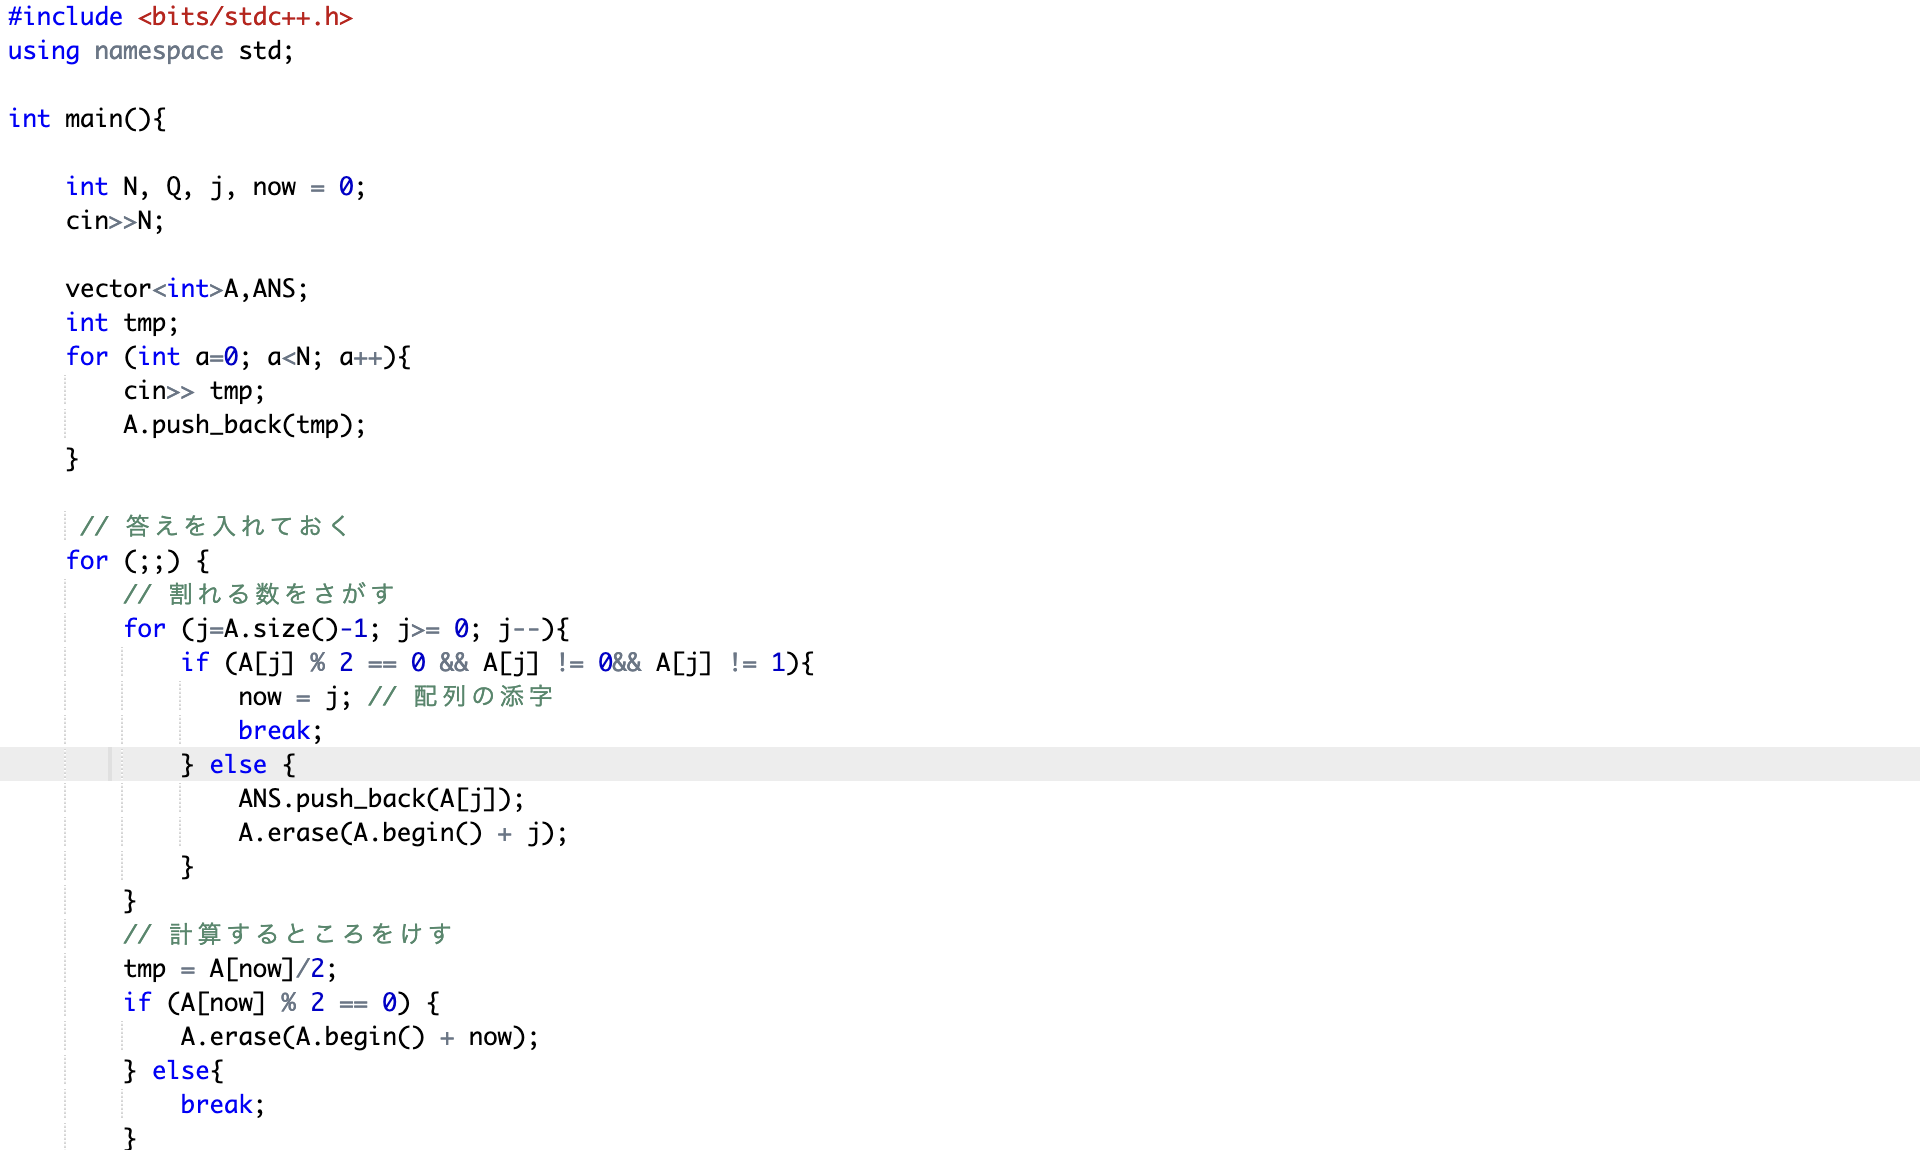 #include <bits/stdc++.h>
using namespace std;
int main(){
int N, Q, j, now = 0;
cin>>N;
vector<int>A,ANS;
int tmp;
for (int a=0; a<N; a++){
cin>> tmp;
A.push_back(tmp);
}
// 答えを入れておく
for (;;) {
// 割れる数をさがす
for (j=A.size()-1; j>= 0; j--){
if (A[j] % 2 == 0 && A[j] != 0&& A[j] != 1){
now = j; // 配列の添字
break;
} else {
ANS.push_back(A[j]);
A.erase(A.begin() + j);
}
}
// 計算するところをけす
tmp = A[now]/2;
if (A[now] % 2 == 0) {
A.erase(A.begin() + now);
} else{
break;
}